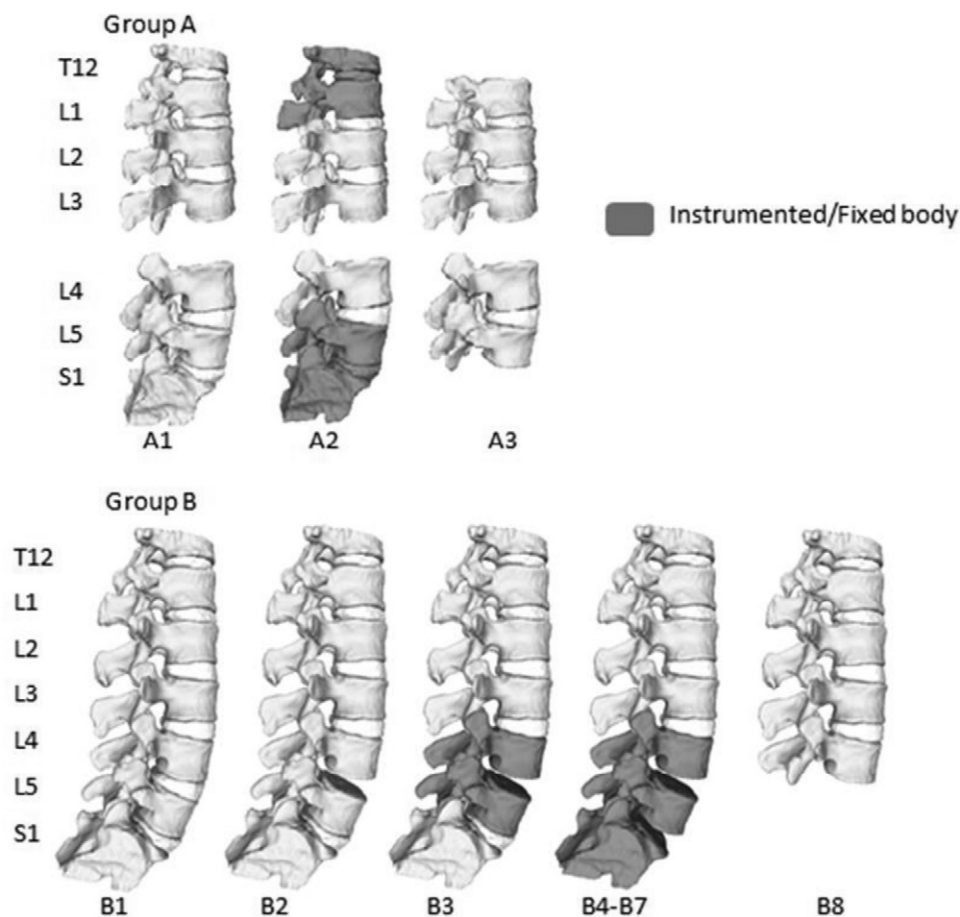 Group A
T12
L1
L2
L3
Instrumented/Fixed body
L4
L5
S1
A1 A2 A3
Group B
T12
L1
L2
L3
L4
L5
S1
B1 B2 B3 B4-B7 B8